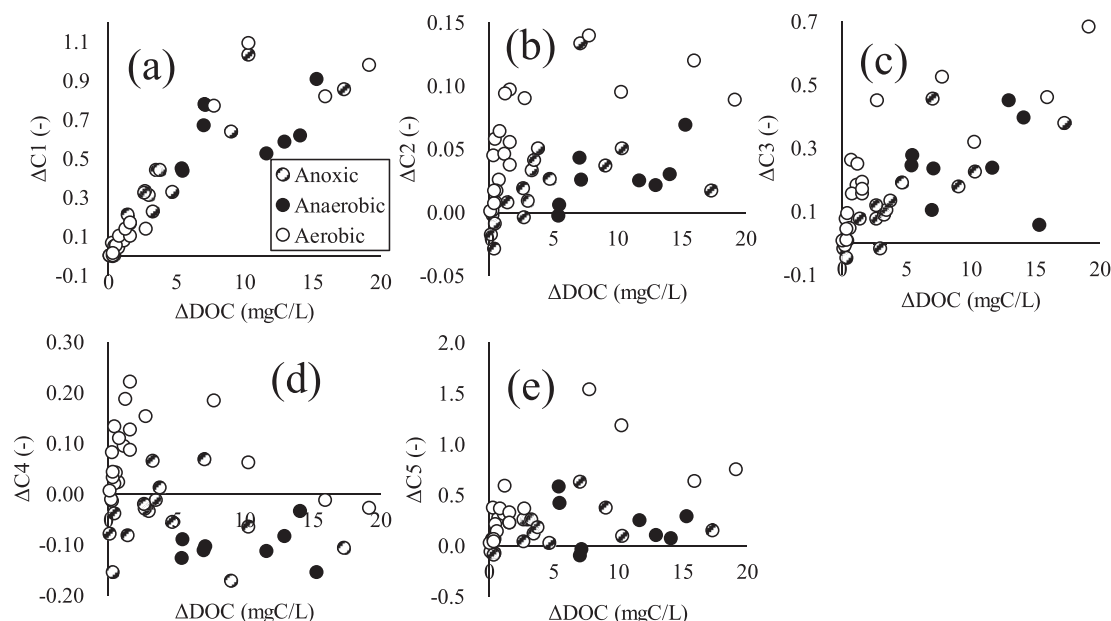 (a)
ΔC1 (-)
1.1
0.9
0.7
0.5
0.3
0.1
-0.1
0 5 10 15 20
ΔDOC (mgC/L)
Anoxic
Anaerobic
Aerobic
(b)
ΔC2 (-)
0.15
0.10
0.05
0.00
-0.05
0 5 10 15 20
ΔDOC (mgC/L)
(c)
ΔC3 (-)
0.7
0.5
0.3
0.1
-0.1
0 5 10 15 20
ΔDOC (mgC/L)
(d)
ΔC4 (-)
0.30
0.20
0.10
0.00
-0.10
-0.20
0 5 10 15 20
ΔDOC (mgC/L)
(e)
ΔC5 (-)
2.0
1.5
1.0
0.5
0.0
-0.5
0 5 10 15 20
ΔDOC (mgC/L)